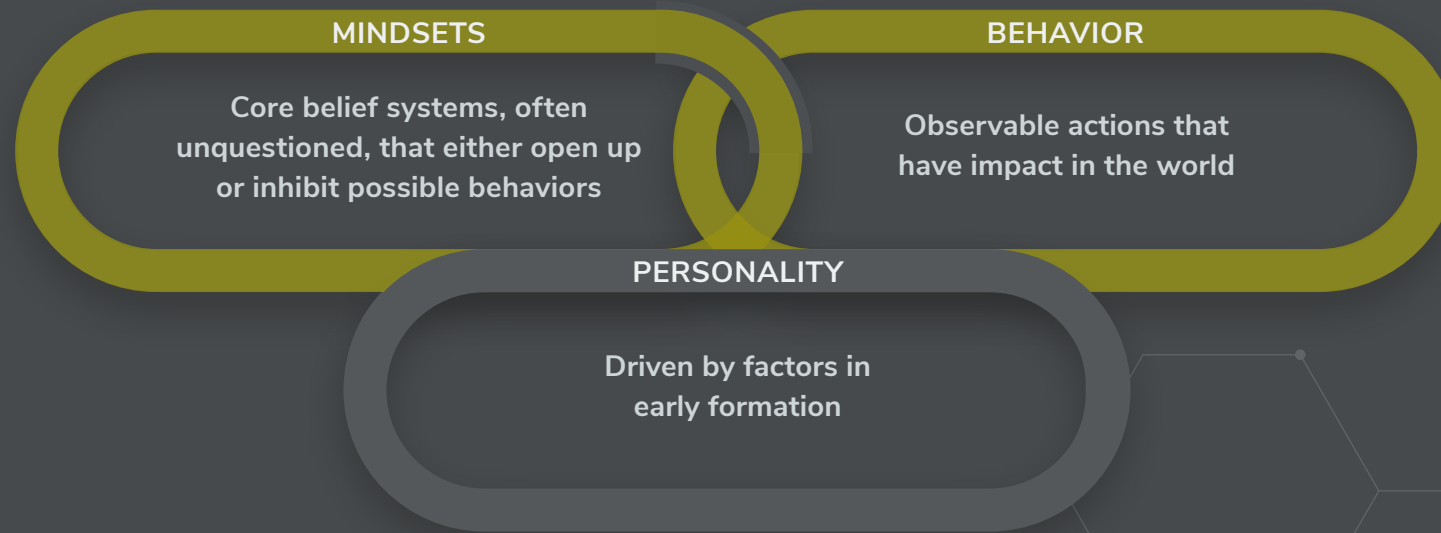 MINDSETS
Core belief systems, often
unquestioned, that either open up
or inhibit possible behaviors
BEHAVIOR
Observable actions that
have impact in the world
PERSONALITY
Driven by factors in
early formation